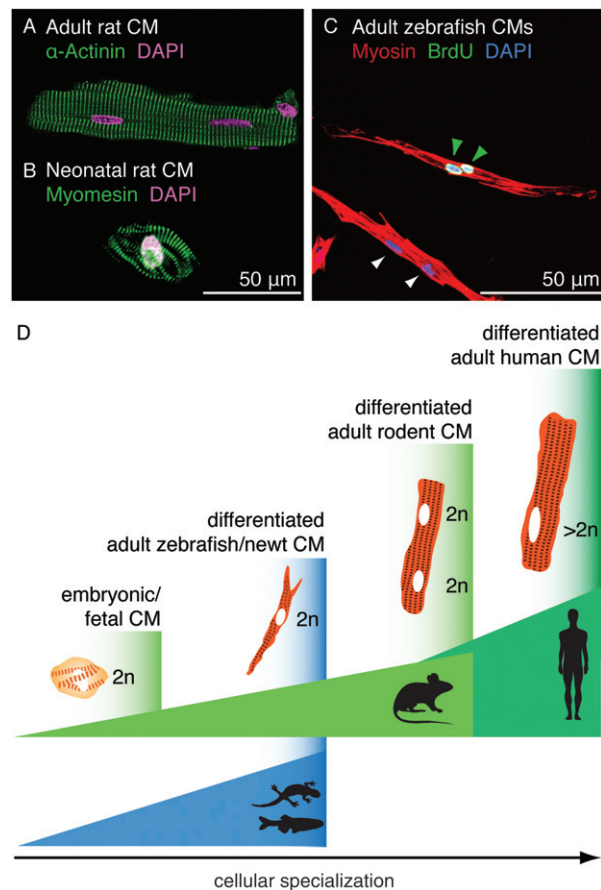 A Adult rat CM
α-Actinin DAPI
B Neonatal rat CM
Myomesin DAPI
50 µm
C Adult zebrafish CMs
Myosin BrdU DAPI
50 µm
D
differentiated
adult human CM
>2n
differentiated
adult rodent CM
2n
2n
differentiated
adult zebrafish/newt CM
2n
embryonic/
fetal CM
2n
cellular specialization